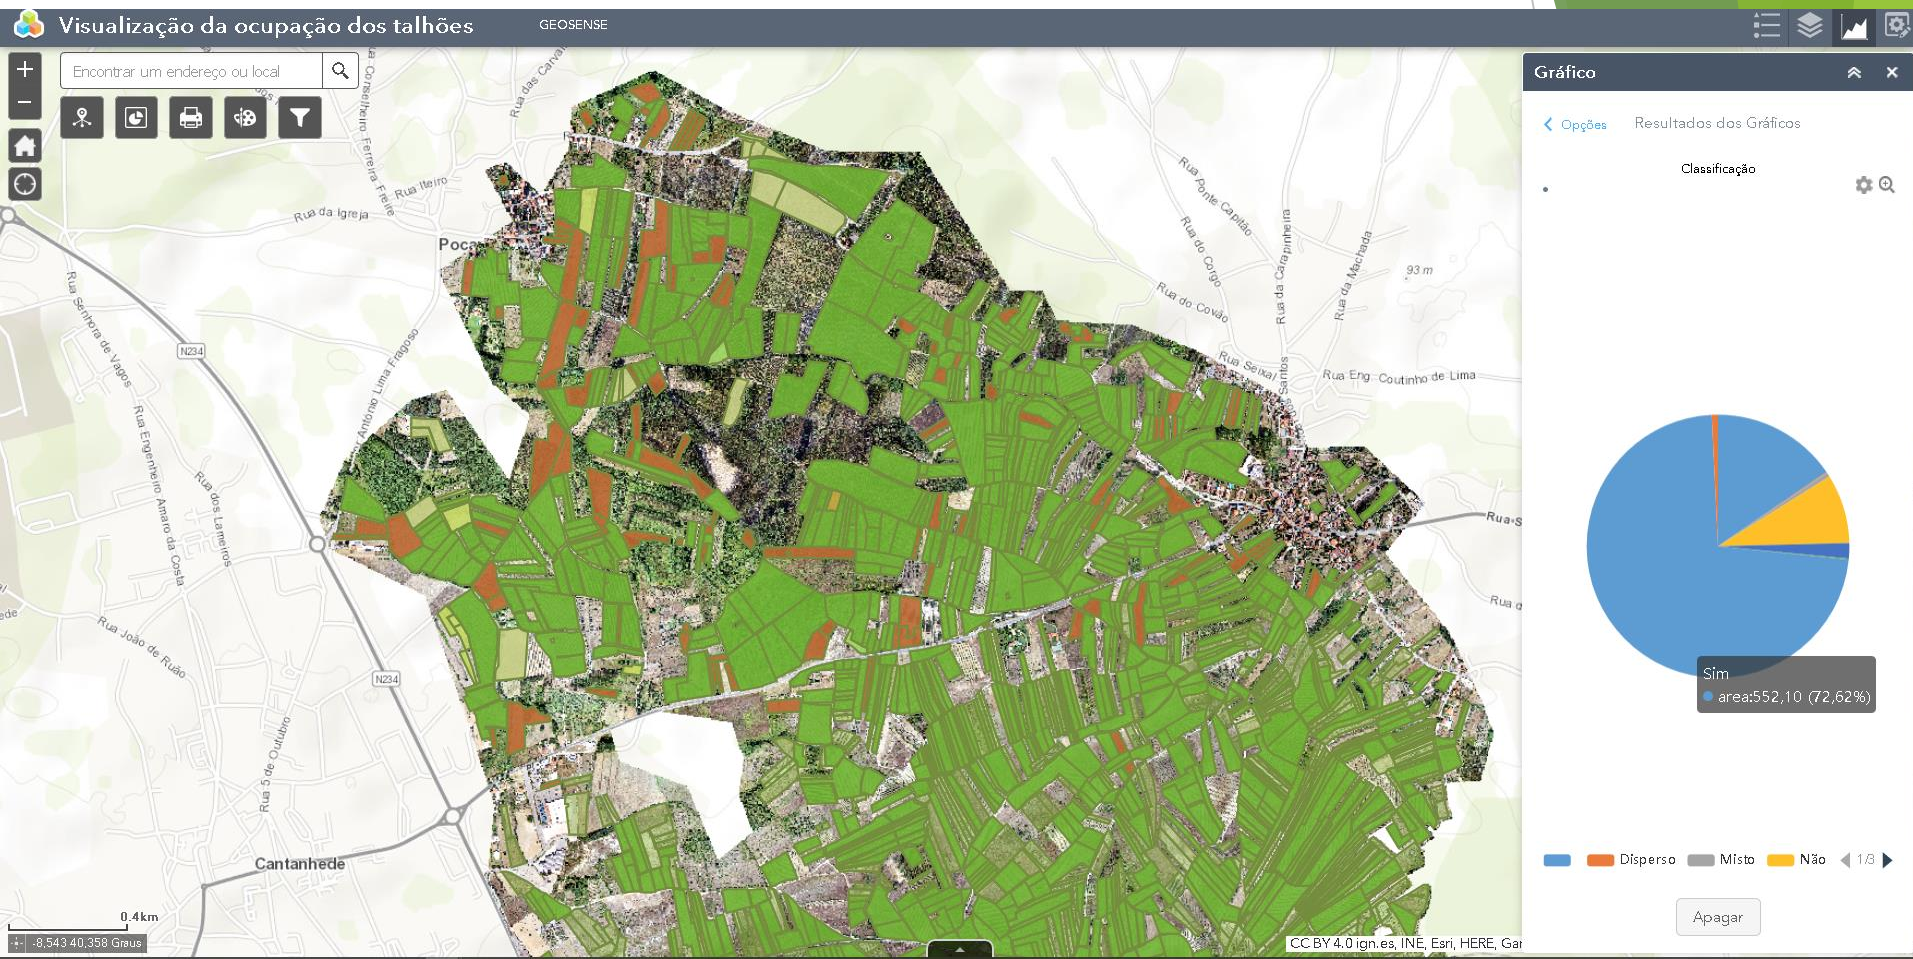 Visualização da ocupação dos talhões
GEOSENSE
+
−
Encontrar um endereço ou local
Gráfico
Opções
Resultados dos Gráficos
Classificação
Sim
area:552,10 (72,62%)
Disperso
Misto
Não
1/3
Apagar
Rua das Carva
Rua Conselheiro Ferreira Freire
Rua Iteiro
Rua da Igreja
Poca
Rua Senhora de Vagos
N234
António Lima Fragoso
Rua Engenheiro Amaro da Costa
Rua dos Lameiros
Rua João de Ruão
N234
Rua 5 de Outubro
Cantanhede
Rua Ponte Capitão
Rua do Corgo
Rua da Carapinheira
Rua da Machada
93 m
Rua do Covão
Rua Seixal
Santos
Rua Eng. Coutinho de Lima
Rua S
Rua d
0.4km
-8,543 40,358 Graus
CC BY 4.0 ign.es, INE, Esri, HERE, Gar